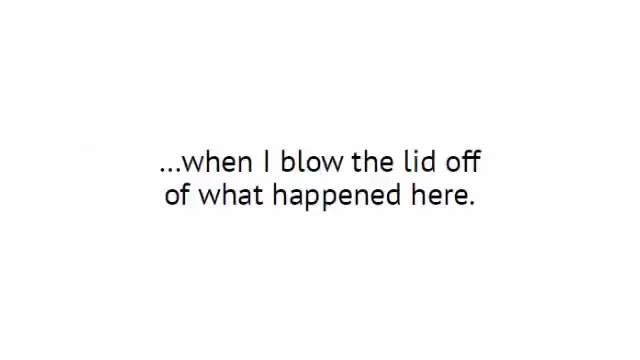 ...when I blow the lid off
of what happened here.